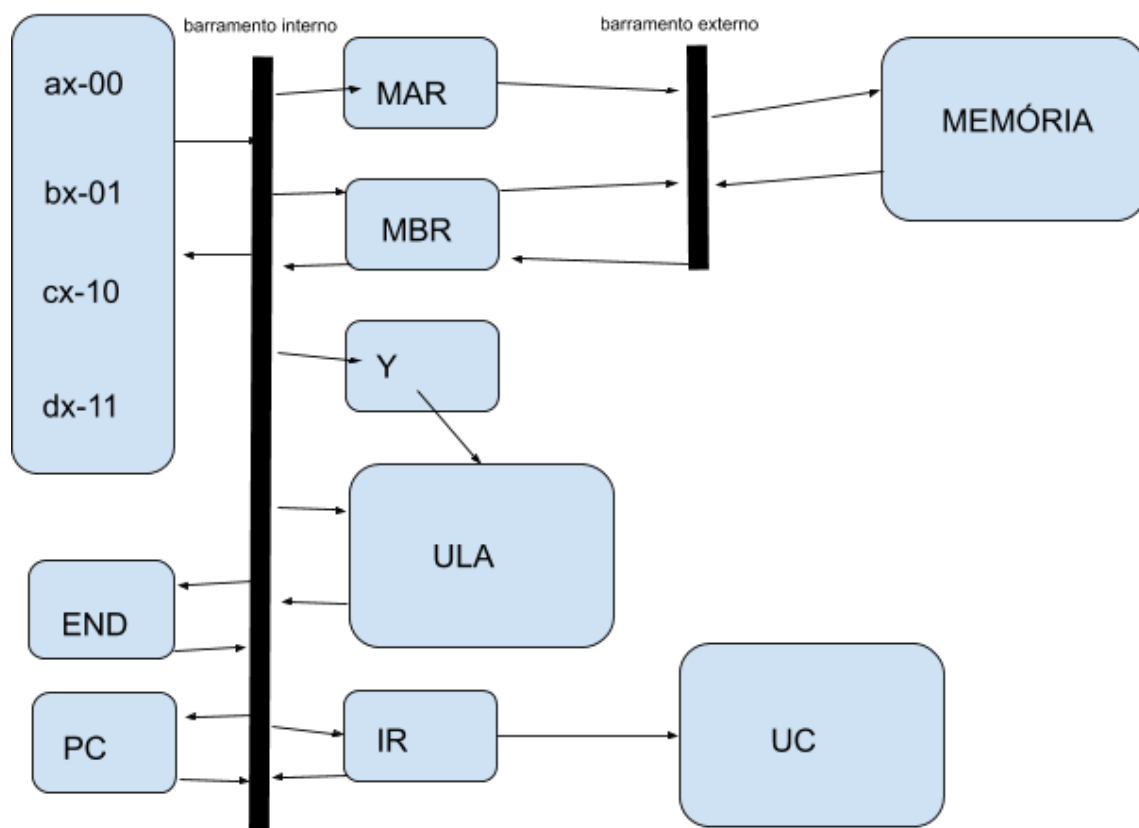 barramento interno
barramento externo
ax-00
bx-01
cx-10
dx-11
MAR
MBR
MEMÓRIA
Y
ULA
END
PC
IR
UC